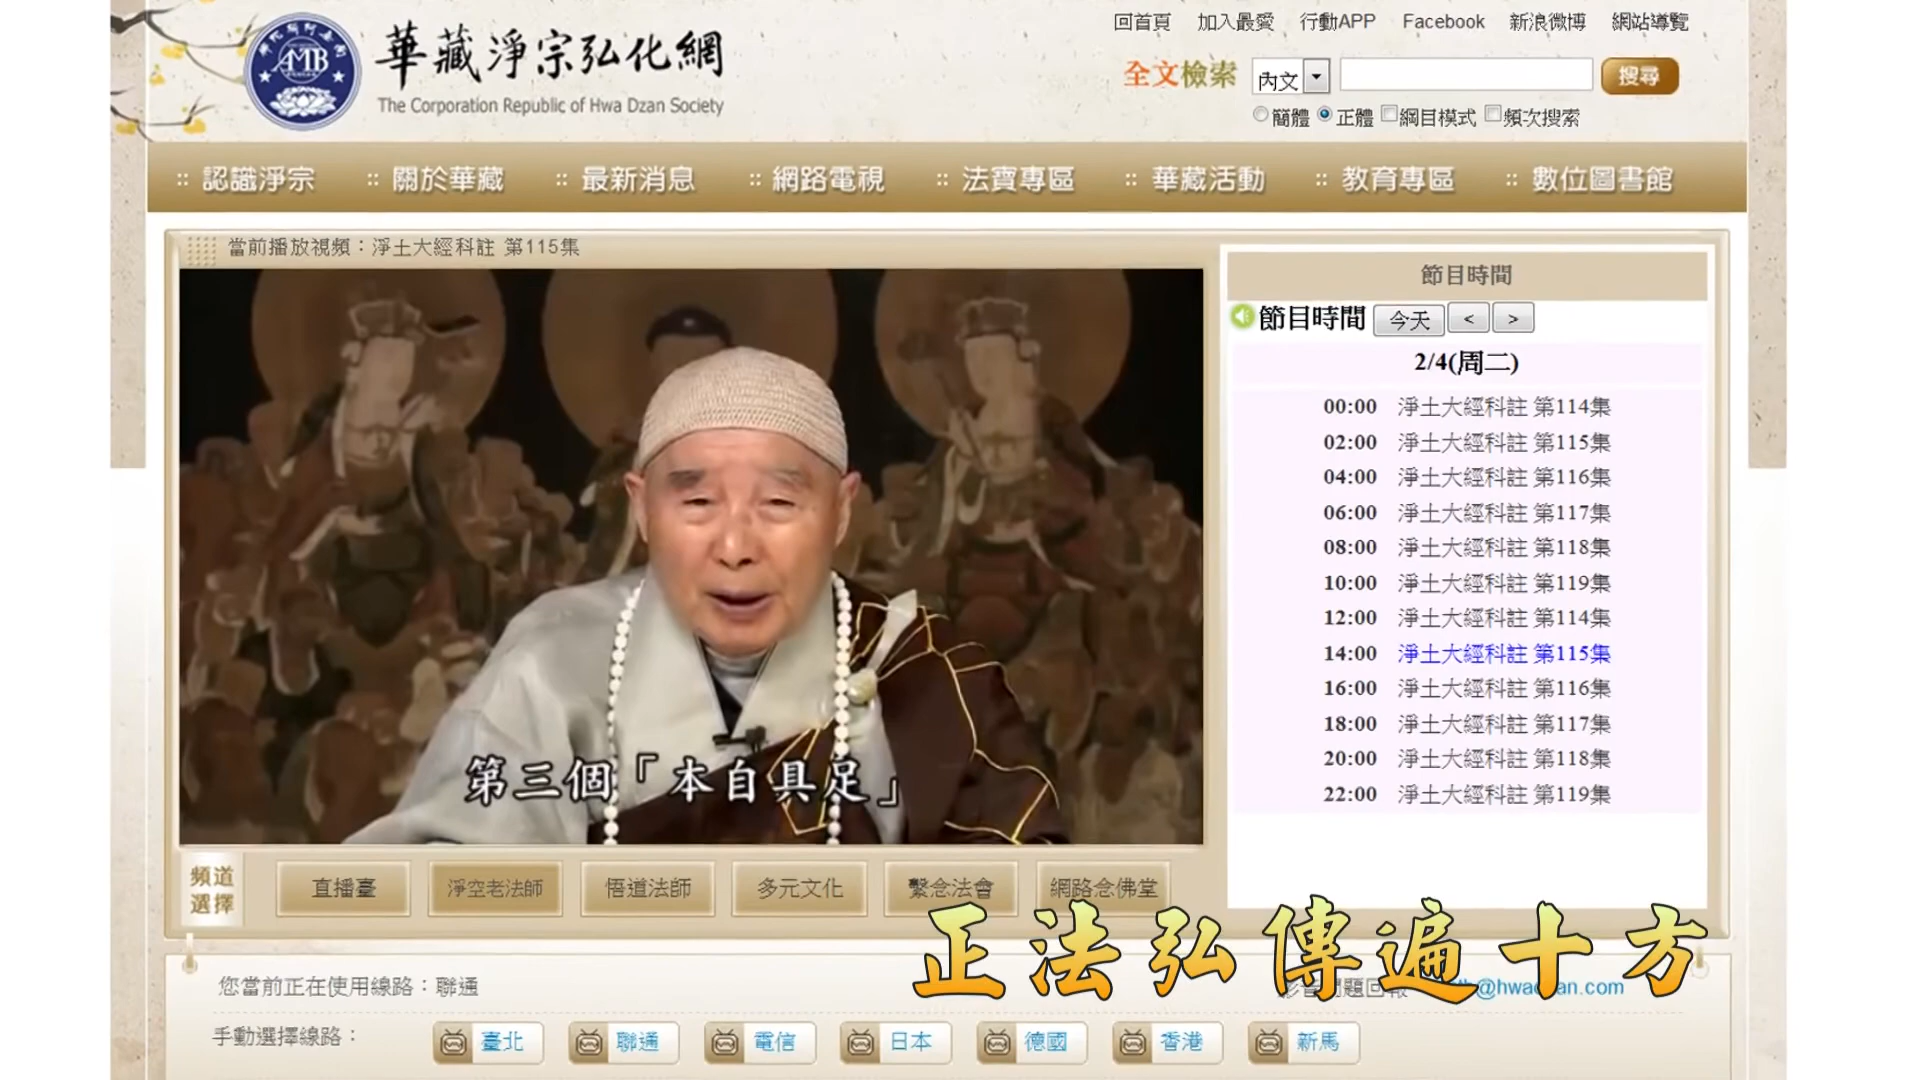 回首頁 加入最愛 行動APP Facebook 新浪微博 網站導覽
華藏淨宗弘化網
The Corporation Republic of Hwa Dzan Society
AMB
全文檢索 內文 搜尋
簡體 正體 綱目模式 頻次搜索
認識淨宗 關於華藏 最新消息 網路電視 法寶專區 華藏活動 教育專區 數位圖書館
當前播放視頻：淨土大經科註 第115集
第三個「本自具足」
節目時間
節目時間 今天 < >
2/4(周二)
00:00 淨土大經科註 第114集
02:00 淨土大經科註 第115集
04:00 淨土大經科註 第116集
06:00 淨土大經科註 第117集
08:00 淨土大經科註 第118集
10:00 淨土大經科註 第119集
12:00 淨土大經科註 第114集
14:00 淨土大經科註 第115集
16:00 淨土大經科註 第116集
18:00 淨土大經科註 第117集
20:00 淨土大經科註 第118集
22:00 淨土大經科註 第119集
頻道選擇 直播臺 淨空老法師 悟道法師 多元文化 繫念法會 網路念佛堂
正法弘傳遍十方
您當前正在使用線路：聯通
手動選擇線路： 臺北 聯通 電信 日本 德國 香港 新馬